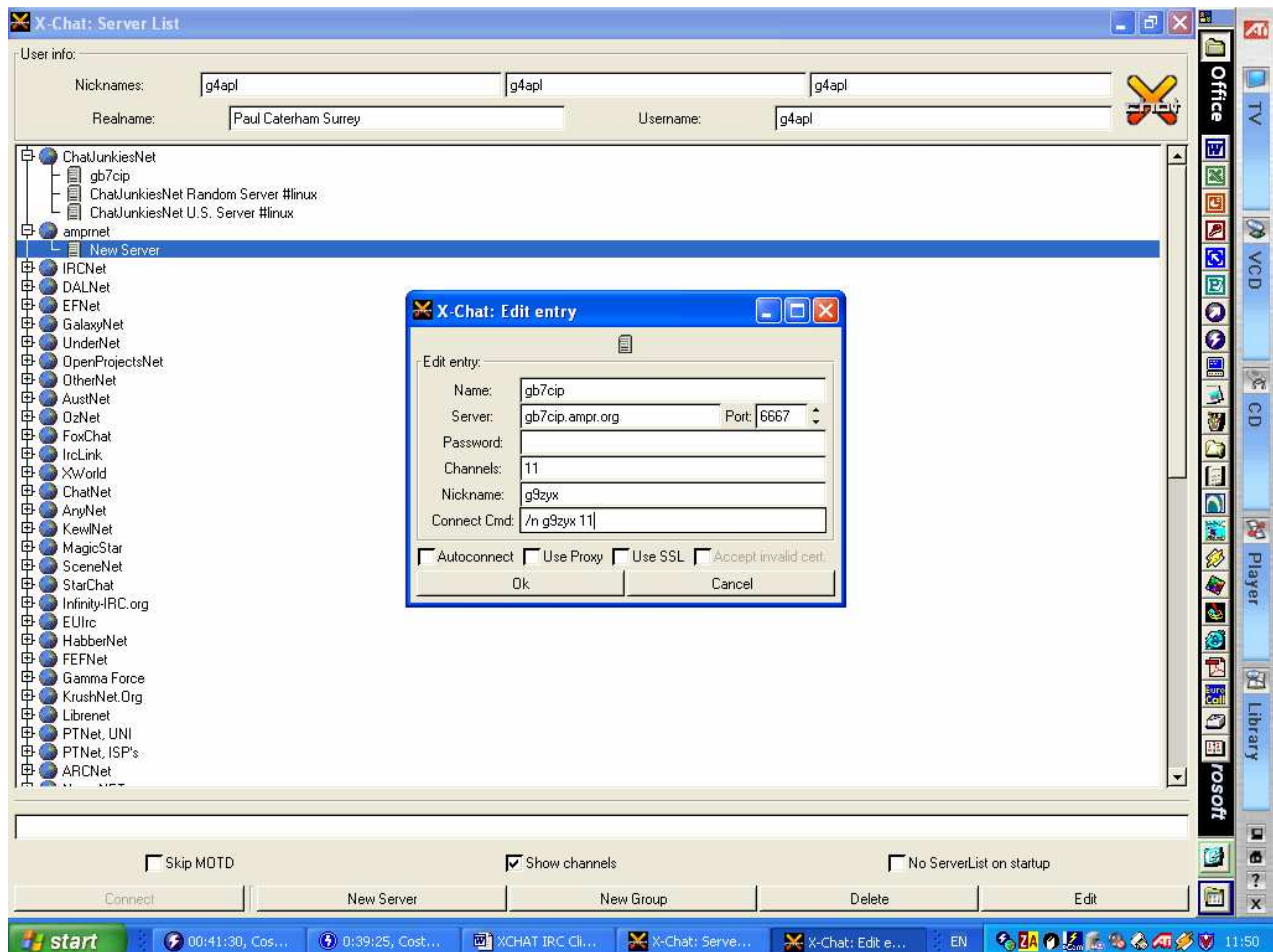 X-Chat: Server List
User info:
Nicknames: g4apl g4apl g4apl
Realname: Paul Caterham Surrey Username: g4apl
ChatJunkiesNet
gb7cip
ChatJunkiesNet Random Server #linux
ChatJunkiesNet U.S. Server #linux
amprnet
New Server
IRCNet
DALNet
EFNet
GalaxyNet
UnderNet
OpenProjectsNet
OtherNet
AustNet
OzNet
FoxChat
IrcLink
XWorld
ChatNet
AnyNet
KewlNet
MagicStar
SceneNet
StarChat
Infinity-IRC.org
EUIrc
HabberNet
FEFNet
Gamma Force
KrushNet.Org
Librenet
PTNet, UNI
PTNet, ISP's
ARCNet
X-Chat: Edit entry
Edit entry:
Name: gb7cip
Server: gb7cip.ampr.org Port: 6667
Password:
Channels: 11
Nickname: g9zyx
Connect Cmd: /n g9zyx 11
Autoconnect Use Proxy Use SSL Accept invalid cert.
Ok Cancel
Skip MOTD Show channels No ServerList on startup
Connect New Server New Group Delete Edit
Office
rosoft
ATI
TV
VCD
CD
Player
Library
Euro
Call
start 00:41:30, Cos... 0:39:25, Cost... XCHAT IRC Cli... X-Chat: Serve... X-Chat: Edit e... EN ZA ATI 11:50